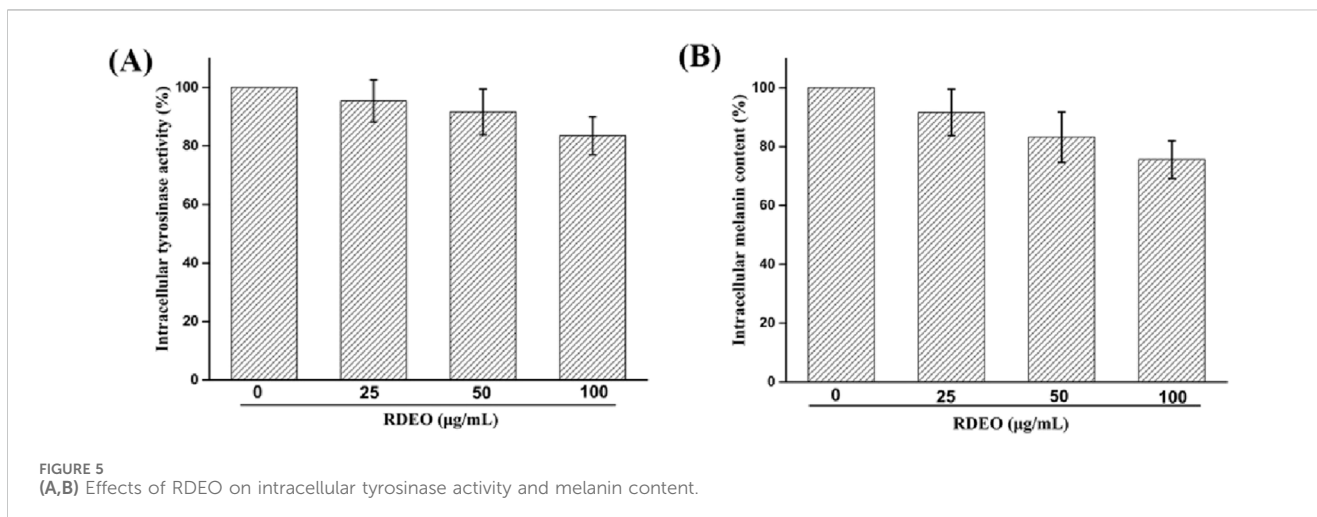 (A)
Intracellular tyrosinase activity (%)
100
80
60
40
20
0
0 25 50 100
RDEO (µg/mL)
(B)
Intracellular melanin content (%)
100
80
60
40
20
0
0 25 50 100
RDEO (µg/mL)
FIGURE 5
(A,B) Effects of RDEO on intracellular tyrosinase activity and melanin content.